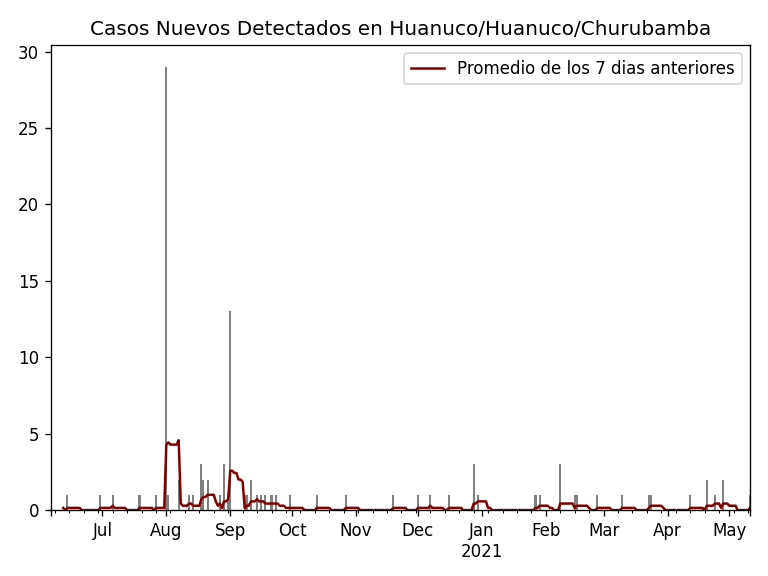 Casos Nuevos Detectados en Huanuco/Huanuco/Churubamba
Promedio de los 7 dias anteriores
30
25
20
15
10
5
0
Jul Aug Sep Oct Nov Dec Jan Feb Mar Apr May
2021